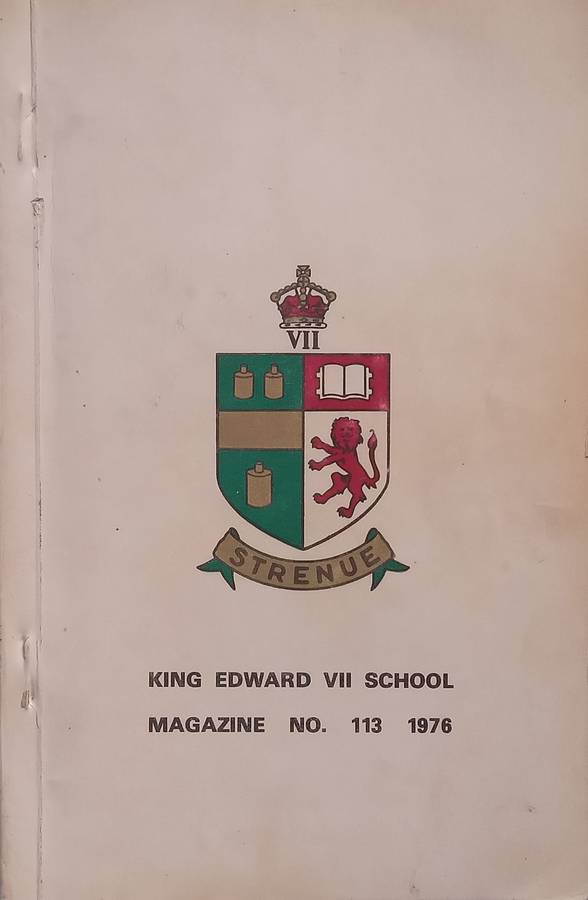 VII
STRENUE
KING EDWARD VII SCHOOL
MAGAZINE NO. 113 1976